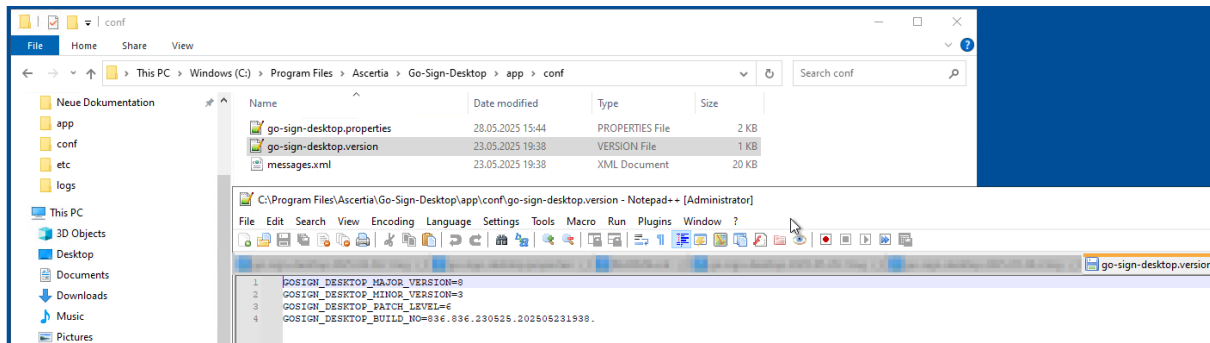 conf
File Home Share View
This PC > Windows (C:) > Program Files > Ascertia > Go-Sign-Desktop > app > conf
Search conf
Neue Dokumentation
app
conf
etc
logs
This PC
3D Objects
Desktop
Documents
Downloads
Music
Pictures
Name Date modified Type Size
go-sign-desktop.properties 28.05.2025 15:44 PROPERTIES File 2 KB
go-sign-desktop.version 23.05.2025 19:38 VERSION File 1 KB
messages.xml 23.05.2025 19:38 XML Document 20 KB
C:\Program Files\Ascertia\Go-Sign-Desktop\app\conf\go-sign-desktop.version - Notepad++ [Administrator]
File Edit Search View Encoding Language Settings Tools Macro Run Plugins Window ?
go-sign-desktop.version
1 GOSIGN_DESKTOP_MAJOR_VERSION=8
2 GOSIGN_DESKTOP_MINOR_VERSION=3
3 GOSIGN_DESKTOP_PATCH_LEVEL=6
4 GOSIGN_DESKTOP_BUILD_NO=836.836.230525.202505231938.